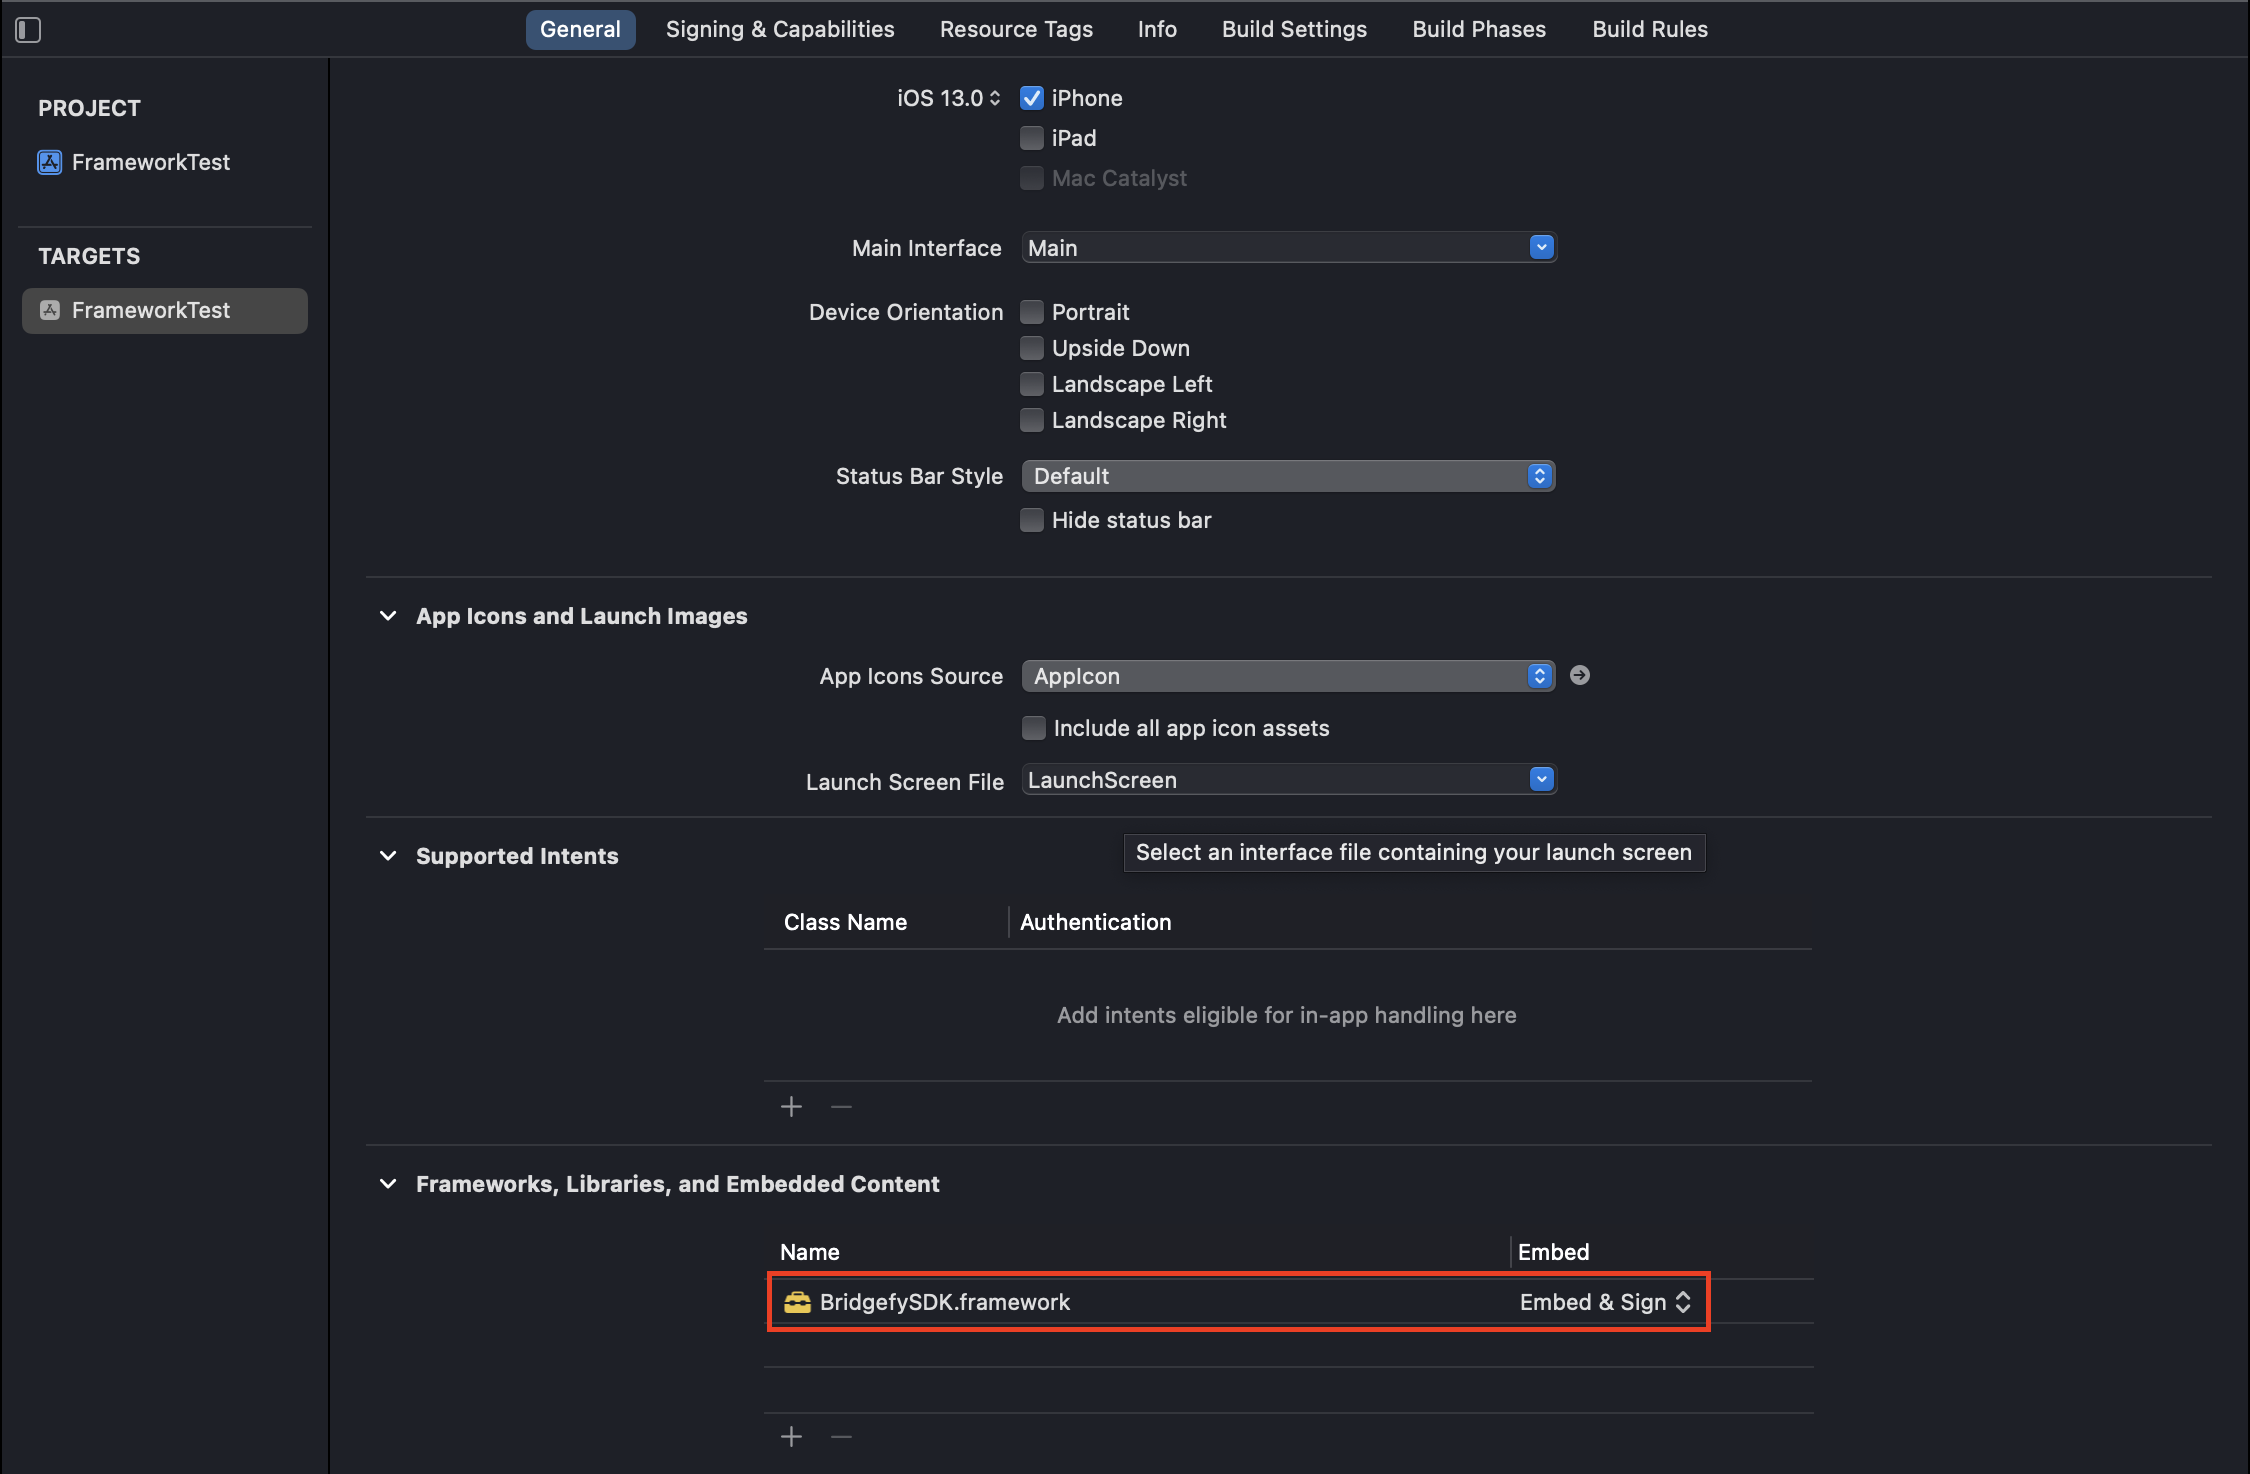 General Signing & Capabilities Resource Tags Info Build Settings Build Phases Build Rules
PROJECT
FrameworkTest
TARGETS
FrameworkTest
iOS 13.0 iPhone
iPad
Mac Catalyst
Main Interface Main
Device Orientation Portrait
Upside Down
Landscape Left
Landscape Right
Status Bar Style Default
Hide status bar
App Icons and Launch Images
App Icons Source AppIcon
Include all app icon assets
Launch Screen File LaunchScreen
Supported Intents
Select an interface file containing your launch screen
Class Name Authentication
Add intents eligible for in-app handling here
Frameworks, Libraries, and Embedded Content
Name Embed
BridgefySDK.framework Embed & Sign